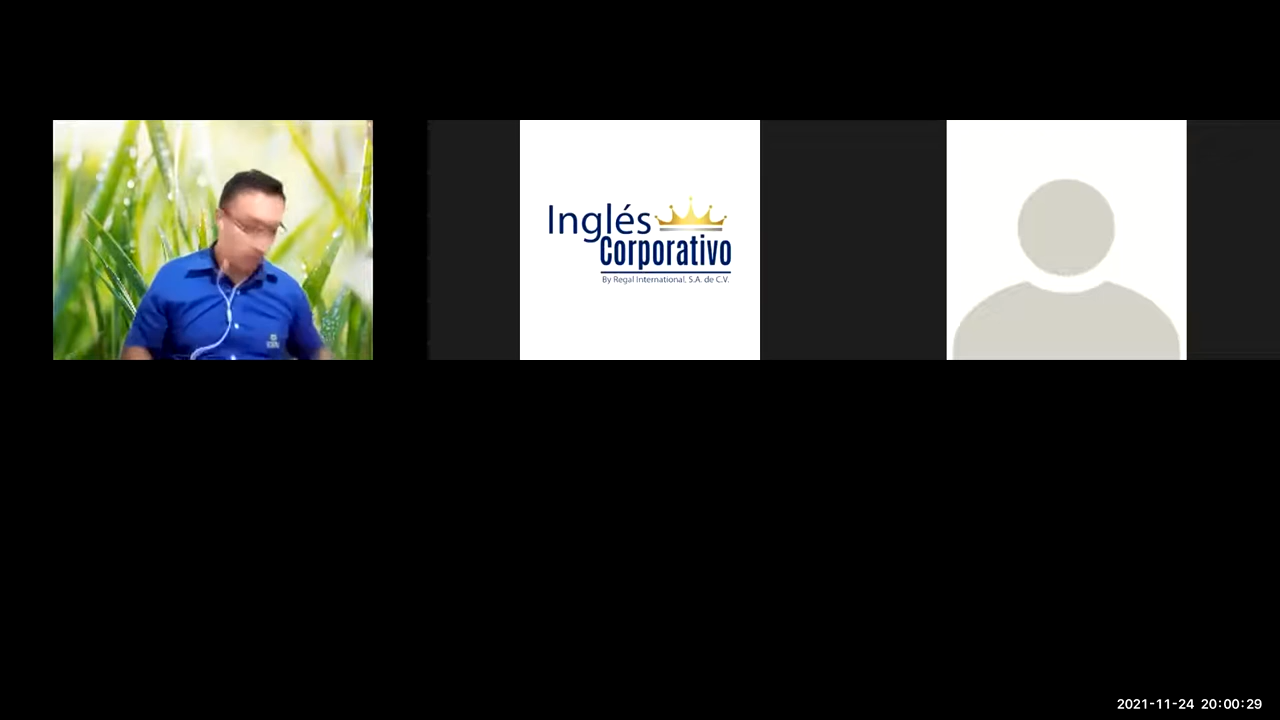 Inglés
Corporativo
By Regal International, S.A. de C.V.
2021-11-24 20:00:29